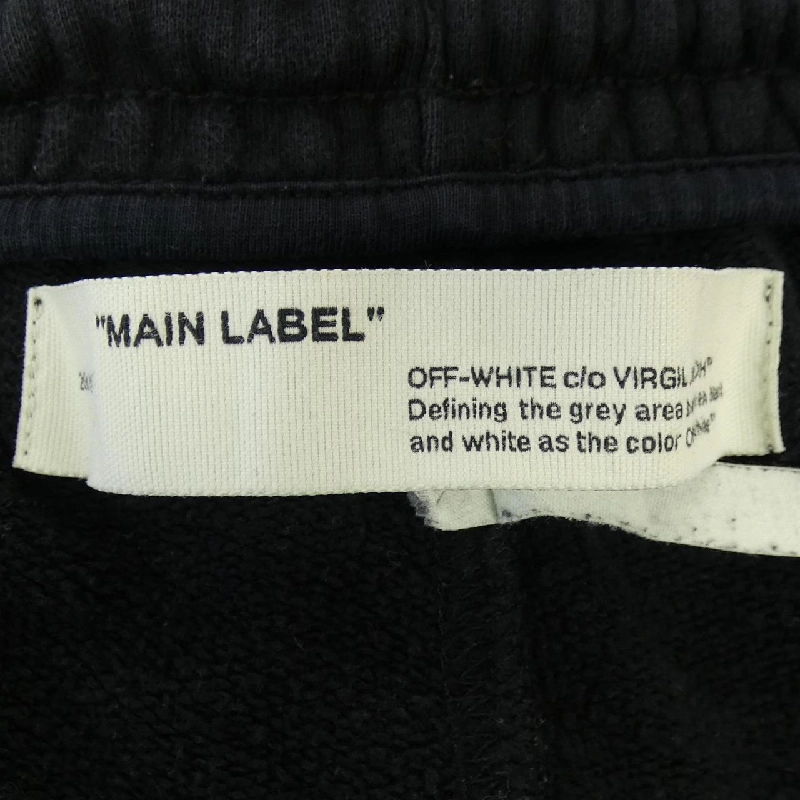 "MAIN LABEL"
OFF-WHITE c/o VIRGIL
Defining the grey area
and white as the color